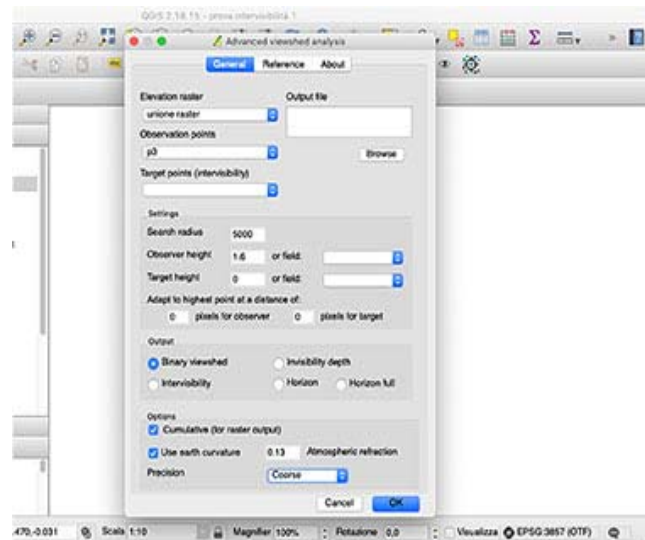 QGIS 2.18.15 - prova intervisibilità 1
Advanced viewshed analysis
General Reference About
Elevation raster Output file
unione raster
Observation points
p3
Browse
Target points (intervisibility)
Settings
Search radius 5000
Observer height 1.6 or field:
Target height 0 or field:
Adapt to highest point at a distance of:
0 pixels for observer 0 pixels for target
Output
Binary viewshed Invisibility depth
Intervisibility Horizon Horizon full
Options
Cumulative (for raster output)
Use earth curvature 0.13 Atmospheric refraction
Precision Coarse
Cancel OK
470,-0.031 Scala 1:10 Magnifier 100% Rotazione 0,0 Visualizza EPSG:3857 (OTF)